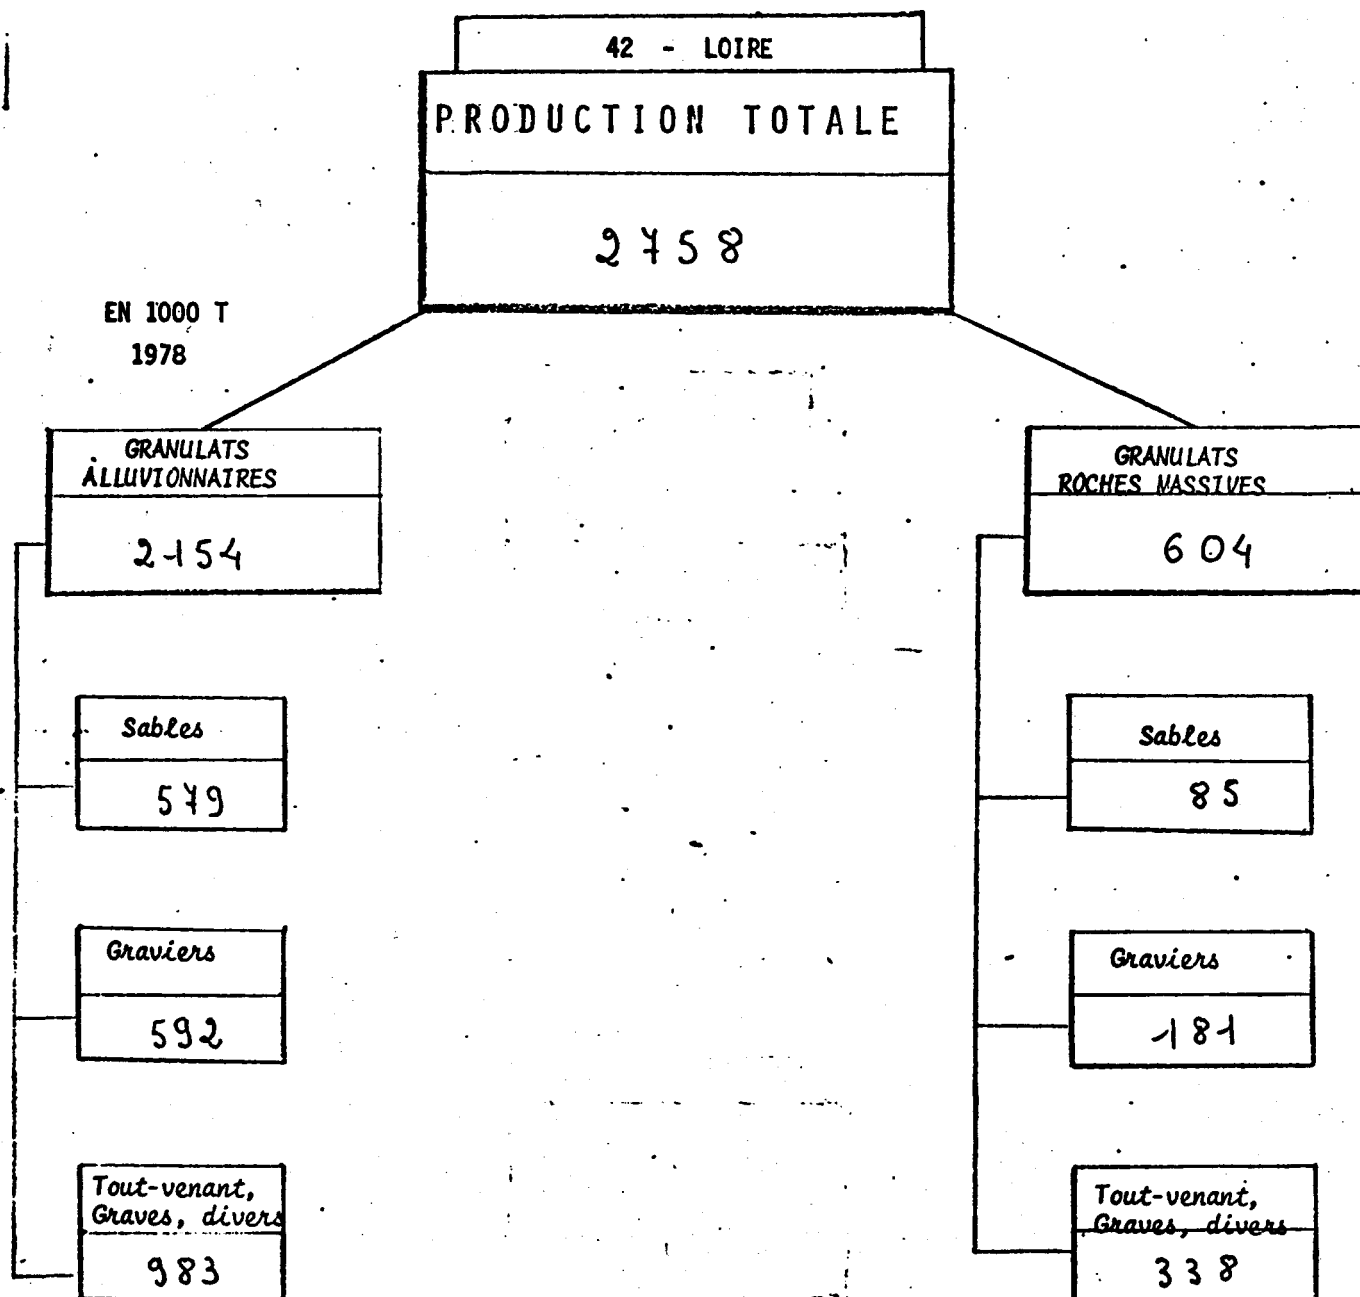 42 - LOIRE
PRODUCTION TOTALE
2758
EN 1000 T
1978
GRANULATS
ALLUVIONNAIRES
2154
GRANULATS
ROCHES MASSIVES
604
Sables
579
Sables
85
Graviers
592
Graviers
181
Tout-venant,
Graves, divers
983
Tout-venant,
Graves, divers
338